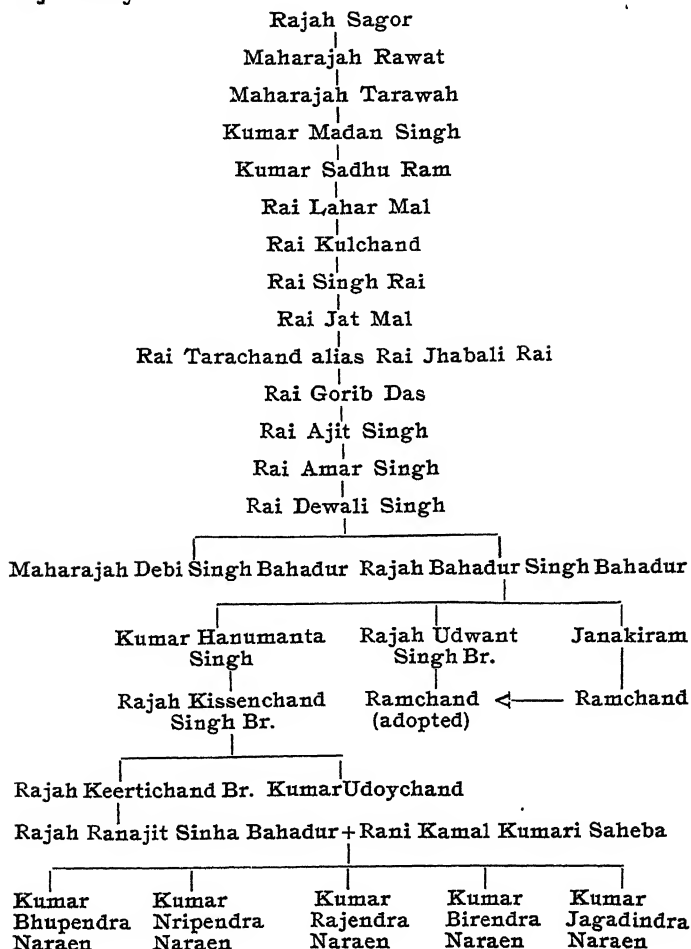 Rajah Sagor
Maharajah Rawat
Maharajah Tarawah
Kumar Madan Singh
Kumar Sadhu Ram
Rai Lahar Mal
Rai Kulchand
Rai Singh Rai
Rai Jat Mal
Rai Tarachand alias Rai Jhabali Rai
Rai Gorib Das
Rai Ajit Singh
Rai Amar Singh
Rai Dewali Singh
Maharajah Debi Singh Bahadur Rajah Bahadur Singh Bahadur
Kumar Hanumanta Rajah Udwant Janakiram
Singh Singh Br.
Rajah Kissenchand Ramchand Ramchand
Singh Br. (adopted)
Rajah Keertichand Br. Kumar Udoychand
Rajah Ranajit Sinha Bahadur + Rani Kamal Kumari Saheba
Kumar Kumar Kumar Kumar Kumar
Bhupendra Nripendra Rajendra Birendra Jagadindra
Naraen Naraen Naraen Naraen Naraen